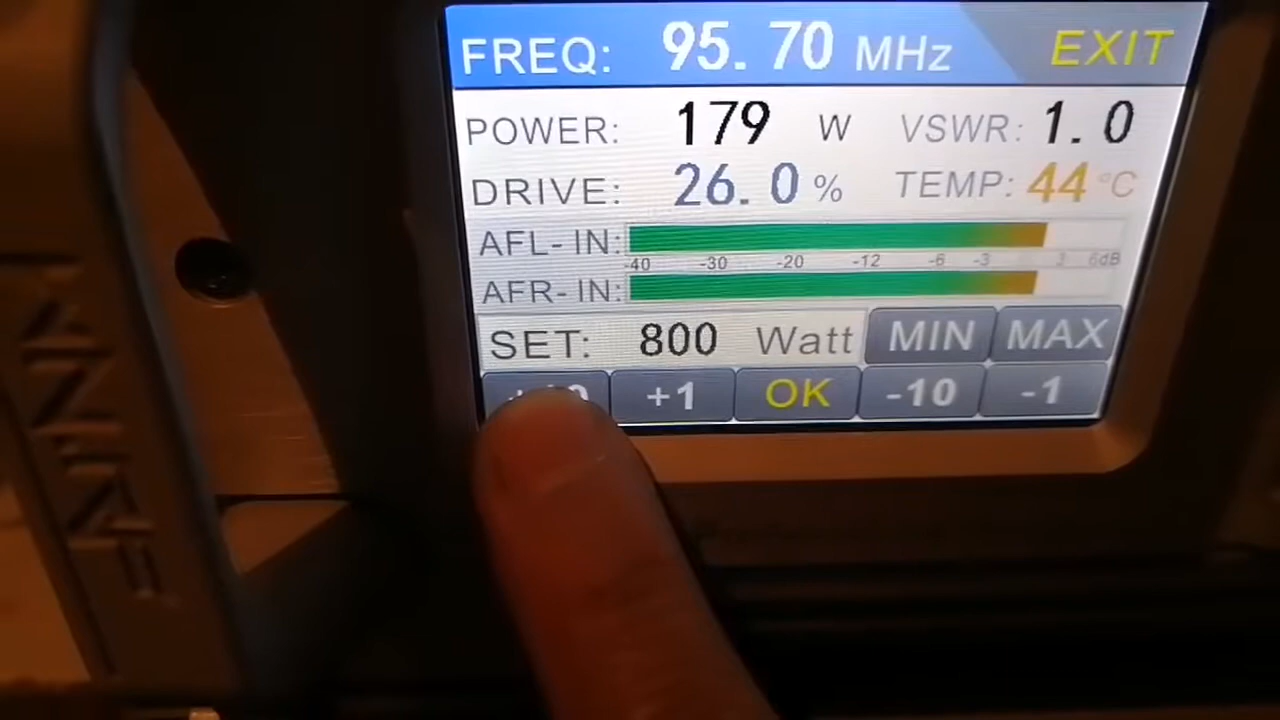 FREQ: 95.70 MHz EXIT
POWER: 179 W VSWR: 1.0
DRIVE: 26.0 % TEMP: 44 °C
AFL-IN:
-40 -30 -20 -12 -6 -3 3 6dB
AFR-IN:
SET: 800 Watt MIN MAX
+1 OK -10 -1